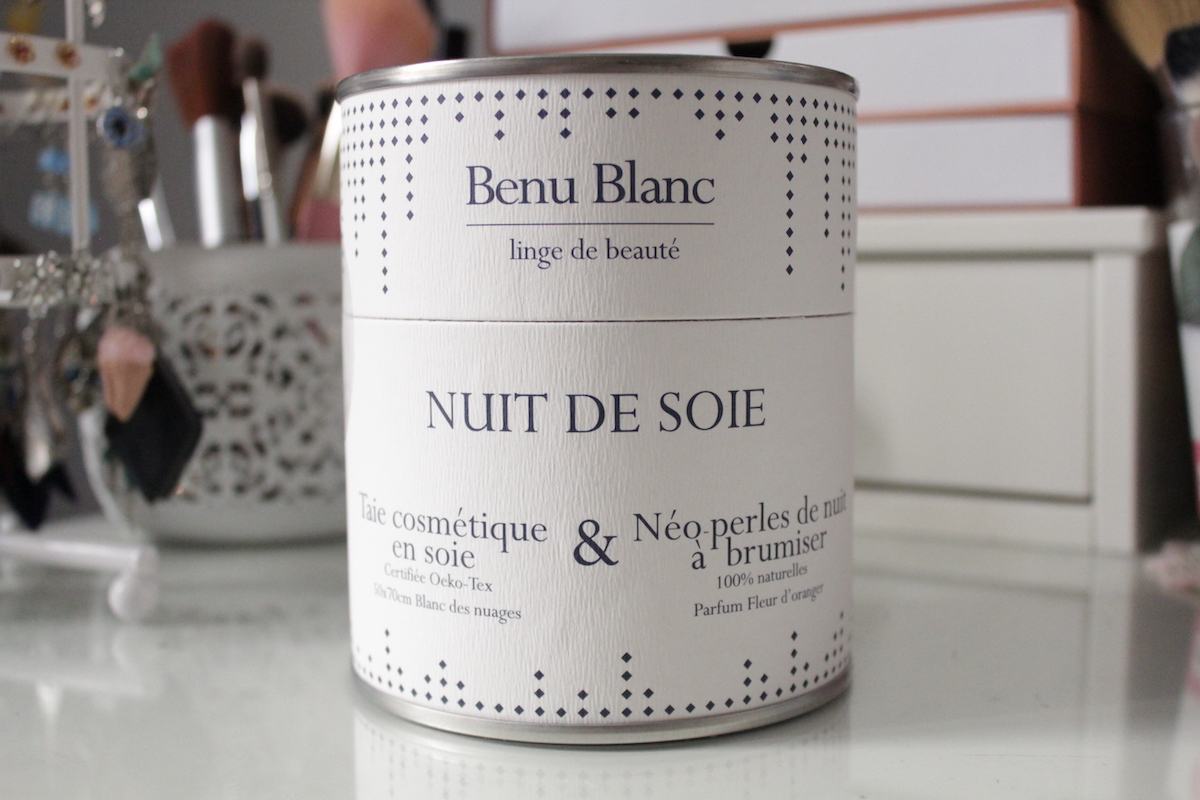 Benu Blanc
linge de beauté
NUIT DE SOIE
Taie cosmétique
en soie
Certifiée Oeko-Tex
50x70cm Blanc des nuages
&
Néo-perles de nuit
à brumiser
100% naturelles
Parfum Fleur d'oranger